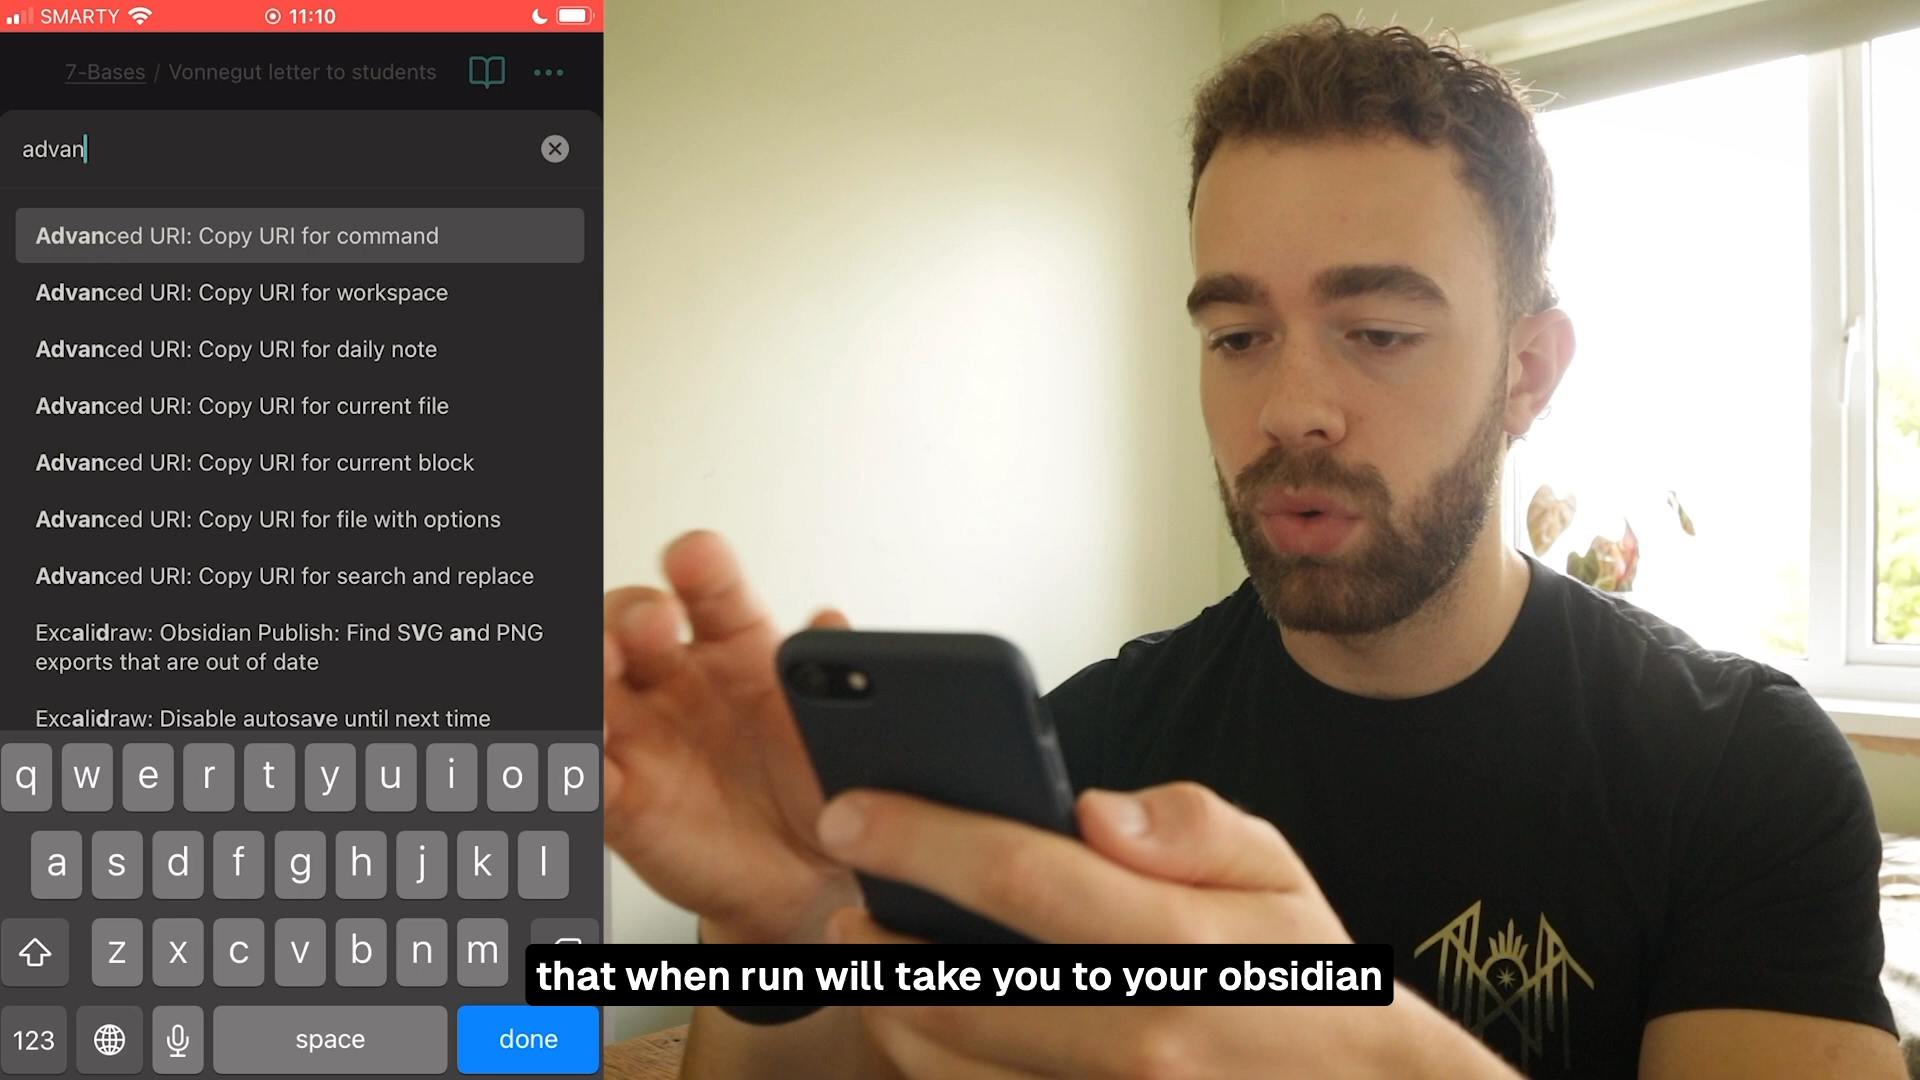 SMARTY 11:10
7-Bases / Vonnegut letter to students
advan
Advanced URI: Copy URI for command
Advanced URI: Copy URI for workspace
Advanced URI: Copy URI for daily note
Advanced URI: Copy URI for current file
Advanced URI: Copy URI for current block
Advanced URI: Copy URI for file with options
Advanced URI: Copy URI for search and replace
Excalidraw: Obsidian Publish: Find SVG and PNG
exports that are out of date
Excalidraw: Disable autosave until next time
q w e r t y u i o p
a s d f g h j k l
z x c v b n m
123 space done
that when run will take you to your obsidian